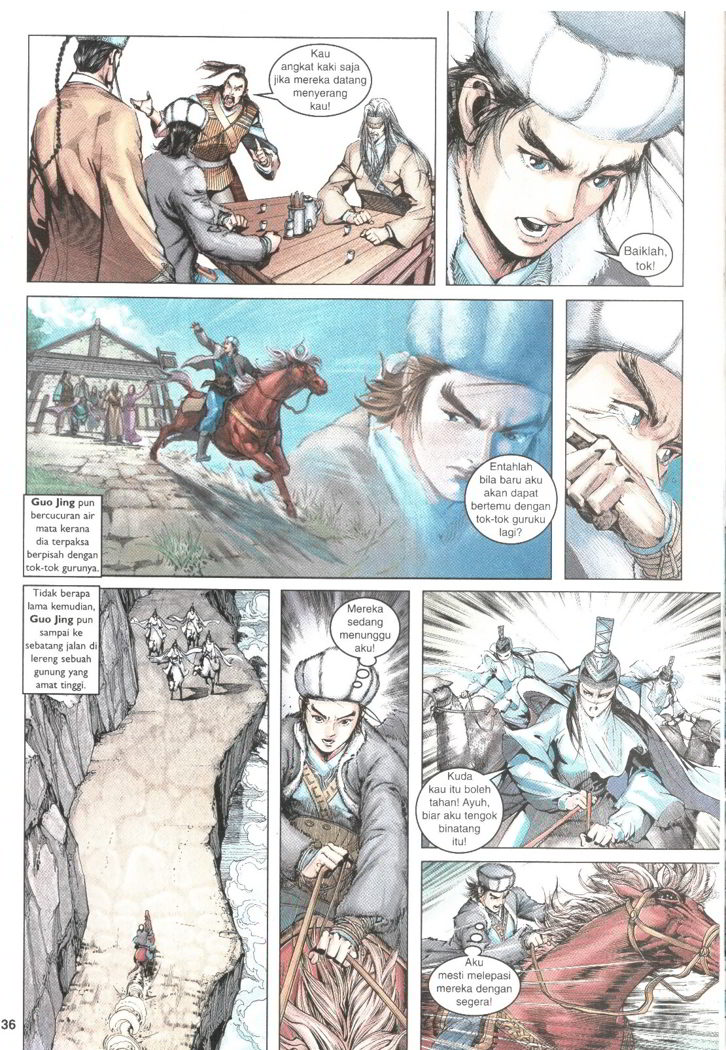 Kau
angkat kaki saja
jika mereka datang
menyerang
kau!
Baiklah,
tok!
Guo Jing pun
bercucuran air
mata kerana
dia terpaksa
berpisah dengan
tok-tok gurunya.
Entahlah
bila baru aku
akan dapat
bertemu dengan
tok-tok guruku
lagi?
Tidak berapa
lama kemudian,
Guo Jing pun
sampai ke
sebatang jalan di
lereng sebuah
gunung yang
amat tinggi.
Mereka
sedang
menunggu
aku!
Kuda
kau itu boleh
tahan! Ayuh,
biar aku tengok
binatang
itu!
Aku
mesti melepasi
mereka dengan
segera!
36